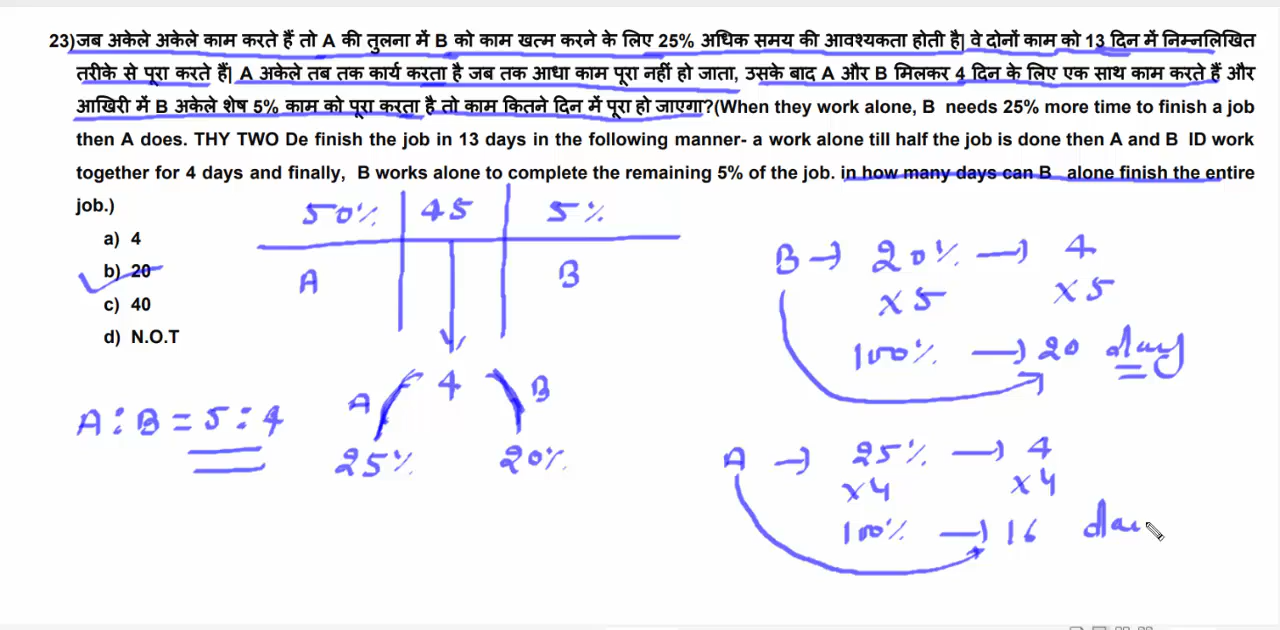 23)जब अकेले अकेले काम करते हैं तो A की तुलना में B को काम खत्म करने के लिए 25% अधिक समय की आवश्यकता होती है| वे दोनों काम को 13 दिन में निम्नलिखित
तरीके से पूरा करते हैं| A अकेले तब तक कार्य करता है जब तक आधा काम पूरा नहीं हो जाता, उसके बाद A और B मिलकर 4 दिन के लिए एक साथ काम करते हैं और
आखिरी में B अकेले शेष 5% काम को पूरा करता है तो काम कितने दिन में पूरा हो जाएगा?(When they work alone, B needs 25% more time to finish a job
then A does. THY TWO De finish the job in 13 days in the following manner- a work alone till half the job is done then A and B ID work
together for 4 days and finally, B works alone to complete the remaining 5% of the job. in how many days can B alone finish the entire
job.)
50% 45 5%
a) 4
b) 20
c) 40
d) N.O.T
A B
B → 20% → 4
×5 ×5
100% → 20 day
A 4 B
A : B = 5 : 4
25% 20%
A → 25% → 4
×4 ×4
100% → 16 day